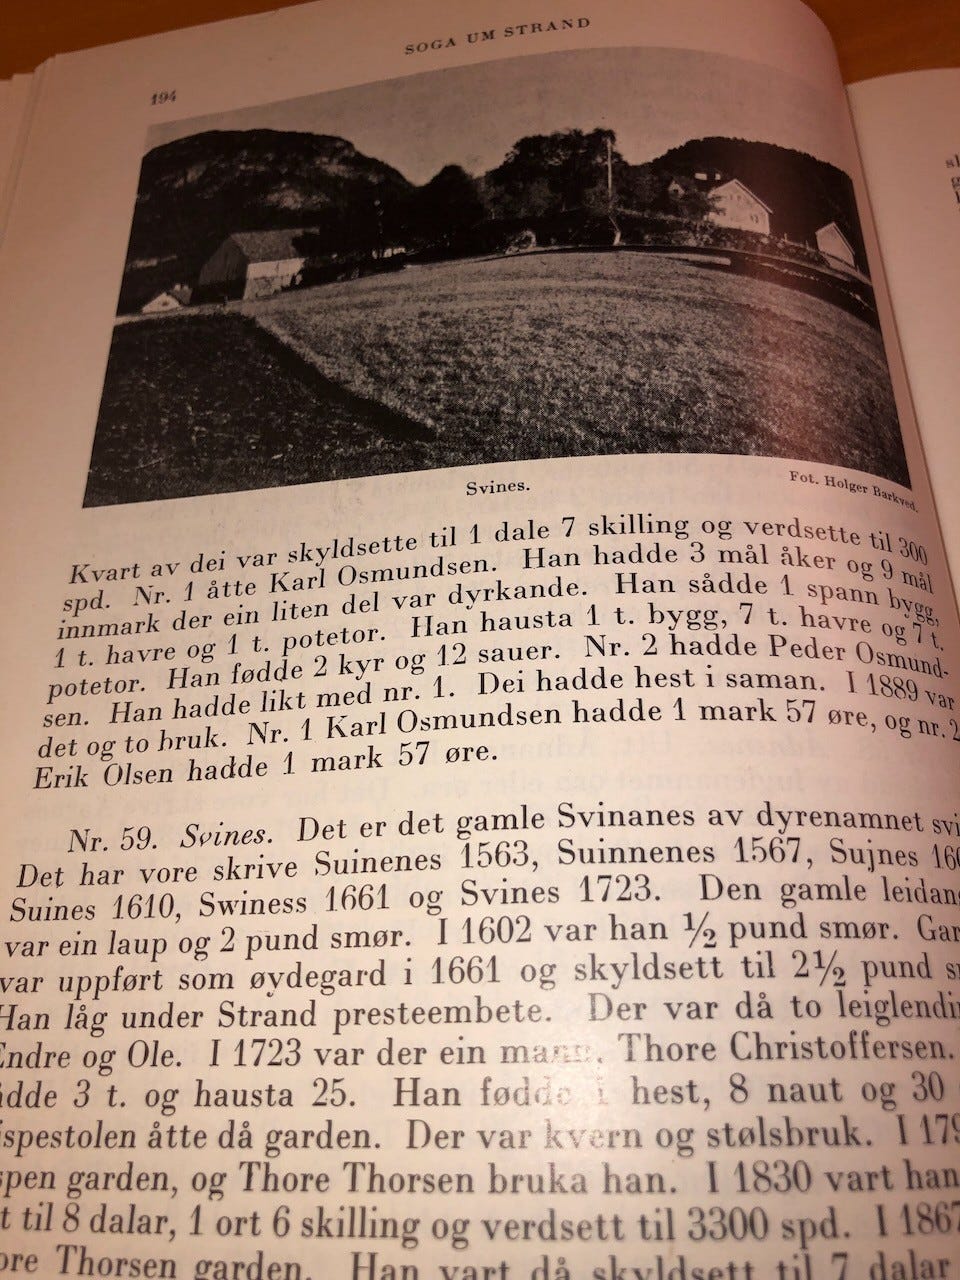 SOGA UM STRAND
194
Svines.
Fot. Holger Barkved.
Kvart av dei var skyldsette til 1 dale 7 skilling og verdsette til 300
spd. Nr. 1 åtte Karl Osmundsen. Han hadde 3 mål åker og 9 mål
innmark der ein liten del var dyrkande. Han sådde 1 spann bygg,
1 t. havre og 1 t. potetor. Han hausta 1 t. bygg, 7 t. havre og 7 t.
potetor. Han fødde 2 kyr og 12 sauer. Nr. 2 hadde Peder Osmund-
sen. Han hadde likt med nr. 1. Dei hadde hest i saman. I 1889 var
det og to bruk. Nr. 1 Karl Osmundsen hadde 1 mark 57 øre, og nr. 2
Erik Olsen hadde 1 mark 57 øre.
Nr. 59. Svines. Det er det gamle Svinanes av dyrenamnet svi
Det har vore skrive Suinenes 1563, Suinnenes 1567, Sujnes
Suines 1610, Swiness 1661 og Svines 1723. Den gamle leidan
var ein laup og 2 pund smør. I 1602 var han ½ pund smør. Gar
var uppført som øydegard i 1661 og skyldsett til 2½ pund
Han låg under Strand presteembete. Der var då to leiglendi
Endre og Ole. I 1723 var der ein mann, Thore Christoffersen.
ådde 3 t. og hausta 25. Han fødde 1 hest, 8 naut og 30
ispestolen åtte då garden. Der var kvern og stølsbruk. I 179
spen garden, og Thore Thorsen bruka han. I 1830 vart han
t til 8 dalar, 1 ort 6 skilling og verdsett til 3300 spd. I 1867
ore Thorsen garden. Han vart då skyldsett til 7 dalar